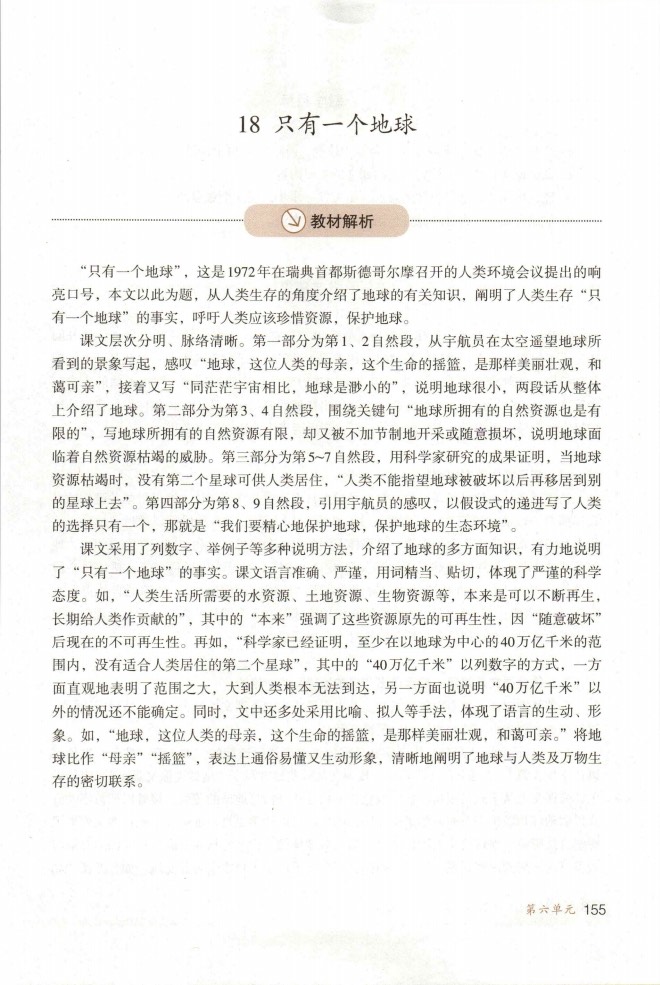 18 只有一个地球
教材解析
“只有一个地球”，这是1972年在瑞典首都斯德哥尔摩召开的人类环境会议提出的响
亮口号，本文以此为题，从人类生存的角度介绍了地球的有关知识，阐明了人类生存“只
有一个地球”的事实，呼吁人类应该珍惜资源，保护地球。
课文层次分明、脉络清晰。第一部分为第1、2自然段，从宇航员在太空遥望地球所
看到的景象写起，感叹“地球，这位人类的母亲，这个生命的摇篮，是那样美丽壮观，和
蔼可亲”，接着又写“同茫茫宇宙相比，地球是渺小的”，说明地球很小，两段话从整体
上介绍了地球。第二部分为第3、4自然段，围绕关键句“地球所拥有的自然资源也是有
限的”，写地球所拥有的自然资源有限，却又被不加节制地开采或随意损坏，说明地球面
临着自然资源枯竭的威胁。第三部分为第5~7自然段，用科学家研究的成果证明，当地球
资源枯竭时，没有第二个星球可供人类居住，“人类不能指望地球被破坏以后再移居到别
的星球上去”。第四部分为第8、9自然段，引用宇航员的感叹，以假设式的递进写了人类
的选择只有一个，那就是“我们要精心地保护地球，保护地球的生态环境”。
课文采用了列数字、举例子等多种说明方法，介绍了地球的多方面知识，有力地说明
了“只有一个地球”的事实。课文语言准确、严谨，用词精当、贴切，体现了严谨的科学
态度。如，“人类生活所需要的水资源、土地资源、生物资源等，本来是可以不断再生，
长期给人类作贡献的”，其中的“本来”强调了这些资源原先的可再生性，因“随意破坏”
后现在的不可再生性。再如，“科学家已经证明，至少在以地球为中心的40万亿千米的范
围内，没有适合人类居住的第二个星球”，其中的“40万亿千米”以列数字的方式，一方
面直观地表明了范围之大，大到人类根本无法到达，另一方面也说明“40万亿千米”以
外的情况还不能确定。同时，文中还多处采用比喻、拟人等手法，体现了语言的生动、形
象。如，“地球，这位人类的母亲，这个生命的摇篮，是那样美丽壮观，和蔼可亲。”将地
球比作“母亲”“摇篮”，表达上通俗易懂又生动形象，清晰地阐明了地球与人类及万物生
存的密切联系。
第六单元 155